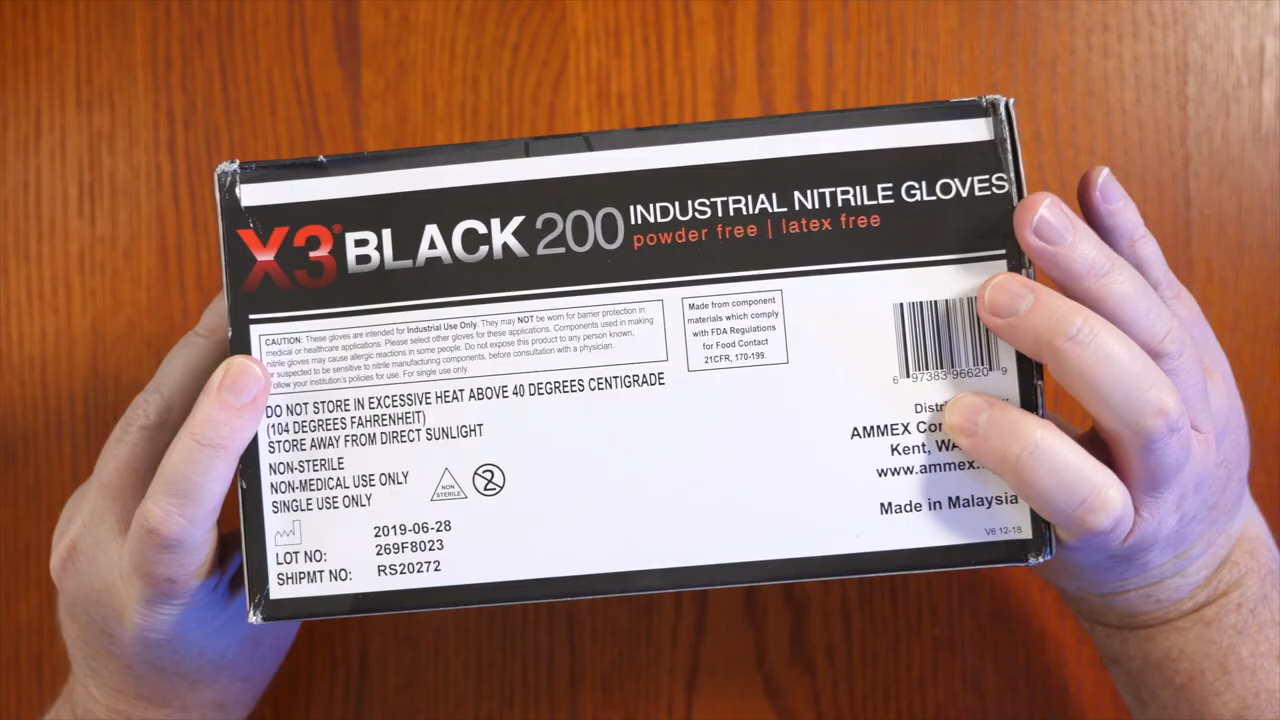 X3® BLACK 200 INDUSTRIAL NITRILE GLOVES
powder free | latex free
CAUTION: These gloves are intended for Industrial Use Only. They may NOT be worn for barrier protection in
medical or healthcare applications. Please select other gloves for these applications. Components used in making
nitrile gloves may cause allergic reactions in some people. Do not expose this product to any person known,
or suspected to be sensitive to nitrile manufacturing components, before consultation with a physician.
Follow your institution's policies for use. For single use only.
Made from component
materials which comply
with FDA Regulations
for Food Contact
21CFR, 170-199.
6 97383 96620 9
DO NOT STORE IN EXCESSIVE HEAT ABOVE 40 DEGREES CENTIGRADE
(104 DEGREES FAHRENHEIT)
STORE AWAY FROM DIRECT SUNLIGHT
NON-STERILE
NON-MEDICAL USE ONLY
SINGLE USE ONLY
NON
STERILE
2
2019-06-28
LOT NO: 269F8023
SHIPMT NO: RS20272
AMMEX
Kent,
www.ammex.
Made in Malaysia
V6 12-18